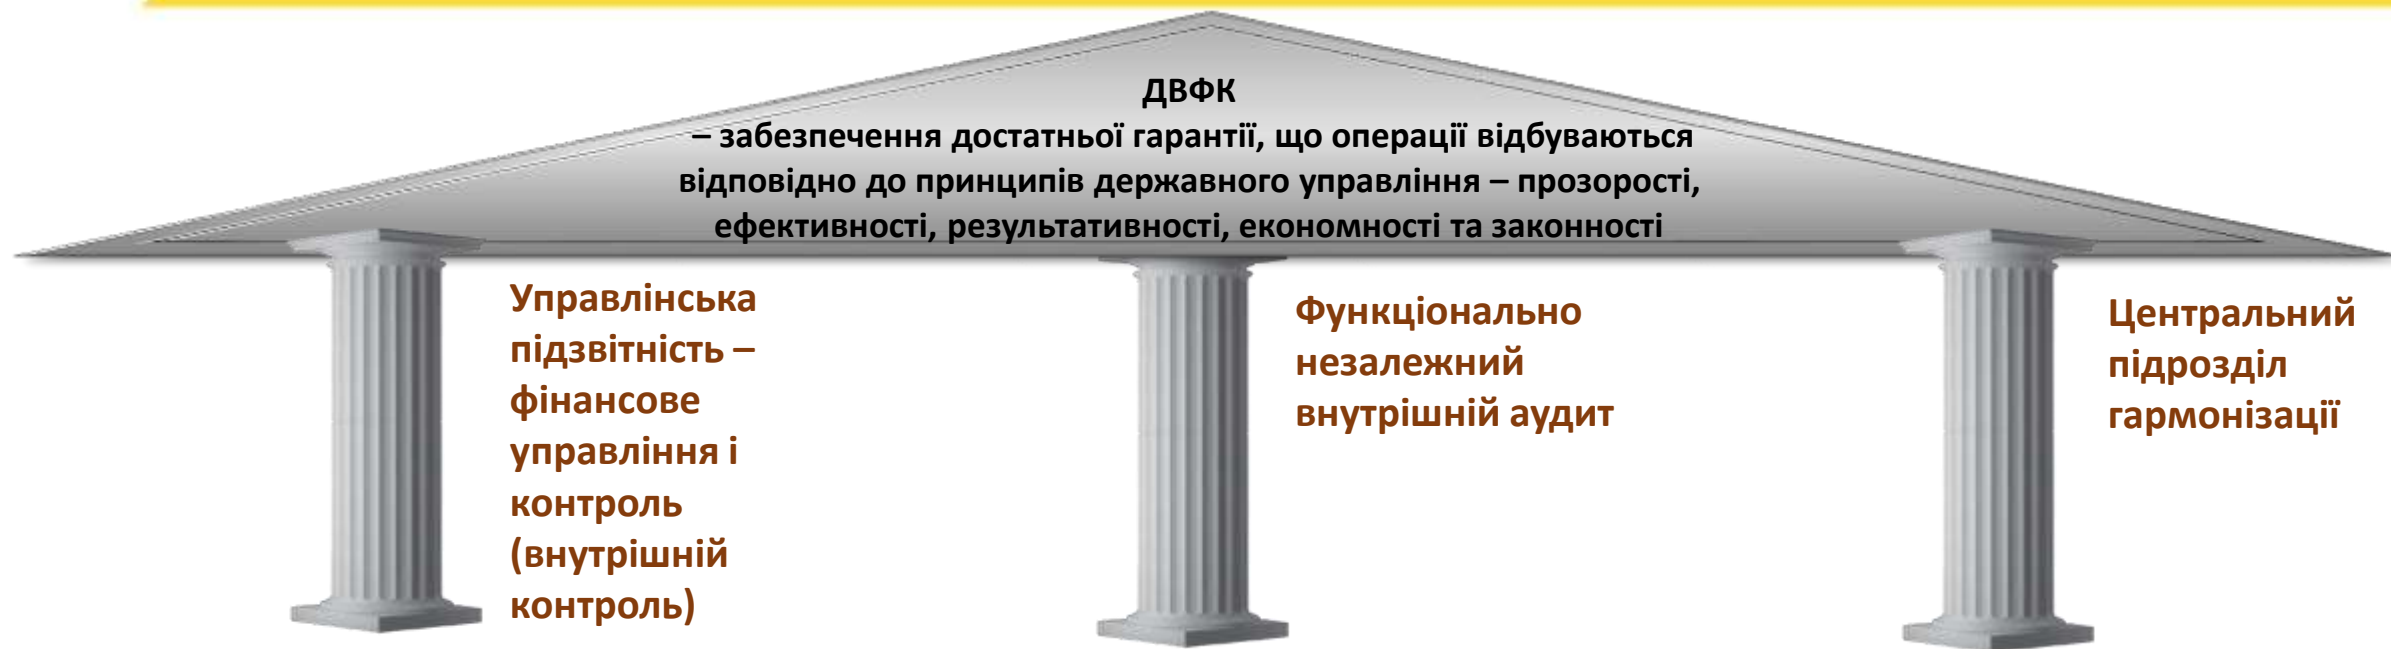 ДВФК
– забезпечення достатньої гарантії, що операції відбуваються
відповідно до принципів державного управління – прозорості,
ефективності, результативності, економності та законності
Управлінська
підзвітність –
фінансове
управління і
контроль
(внутрішній
контроль)
Функціонально
незалежний
внутрішній аудит
Центральний
підрозділ
гармонізації